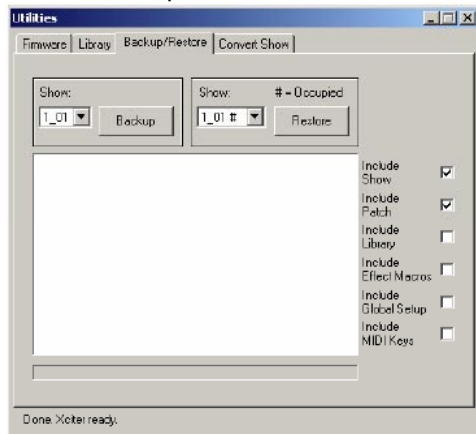 Utilities
Firmware Library Backup/Restore Convert Show
Show:
1_01
Backup
Show: # - Occupied
1_01 #
Restore
Include
Show
Include
Patch
Include
Library
Include
Effect Macros
Include
Global Setup
Include
MIDI Keys
Done. Xciter ready.